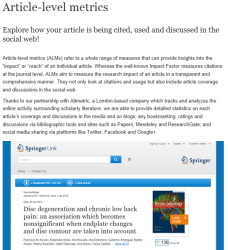 Article-level metrics
Explore how your article is being cited, used and discussed in the
social web!
Article-level metrics (ALMs) refer to a whole range of measures that can provide insights into the
"impact" or "reach" of an individual article. Whereas the well-known Impact Factor measures citations
at the journal level, ALMs aim to measure the research impact of an article in a transparent and
comprehensive manner. They not only look at citations and usage but also include article coverage
and discussions in the social web.
Thanks to our partnership with Altmetric, a London-based company which tracks and analyses the
online activity surrounding scholarly literature, we are able to provide detailed statistics on each
article's coverage and discussions in the media and on blogs; any bookmarking, ratings and
discussions via bibliographic tools and sites such as Papers, Mendeley and ResearchGate; and
social media sharing via platforms like Twitter, Facebook and Google+.
Springer Link
Springer
Disc degeneration and chronic low back
pain: an association which becomes
nonsignificant when endplate changes
and disc contour are taken into account